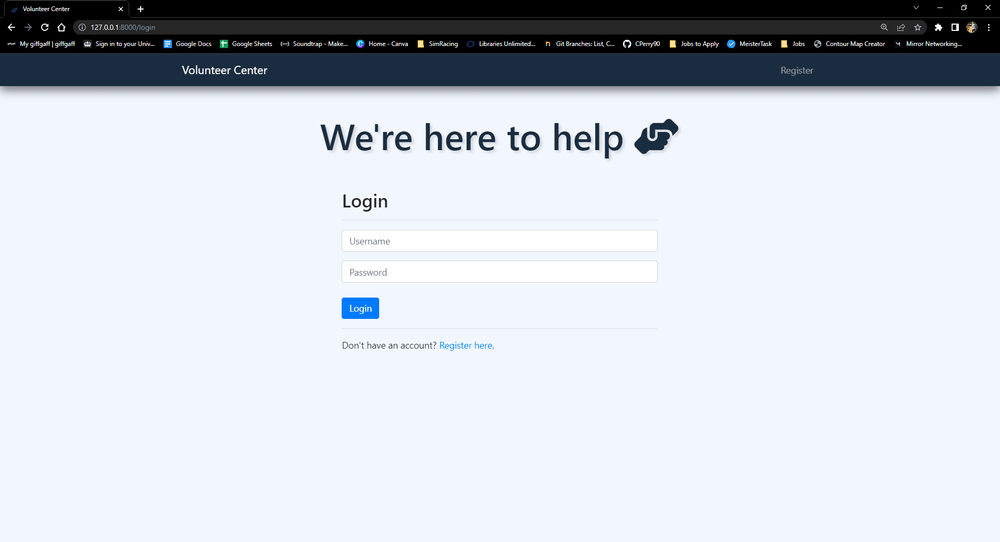 Volunteer Center
127.0.0.1:8000/login
My giffgaff | giffgaff Sign in to your Univ... Google Docs Google Sheets Soundtrap - Make... Home - Canva SimRacing Libraries Unlimited... Git Branches: List, C... CPerry90 Jobs to Apply MeisterTask Jobs Contour Map Creator Mirror Networking...
Volunteer Center Register
We're here to help
Login
Username
Password
Login
Don't have an account? Register here.